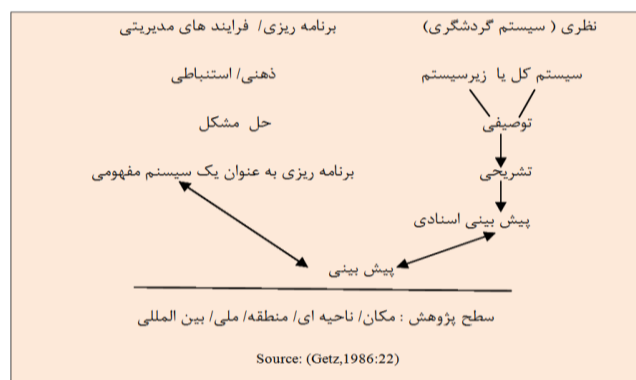 نظری ( سیستم گردشگری) برنامه ریزی/ فرایند های مدیریتی
سیستم کل یا زیرسیستم ذهنی/ استنباطی
توصیفی حل مشکل
تشریحی برنامه ریزی به عنوان یک سیسنم مفهومی
پیش بینی اسنادی
پیش بینی
سطح پژوهش : مکان/ ناحیه ای/ منطقه/ ملی/ بین المللی
Source: (Getz,1986:22)